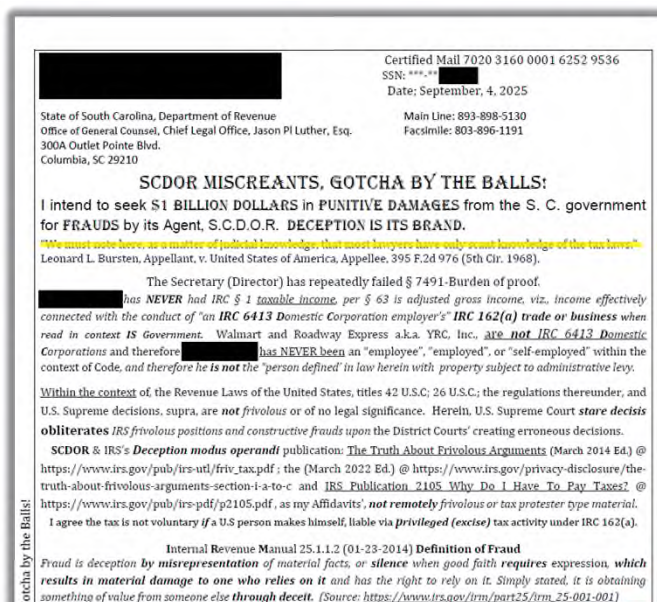 Certified Mail 7020 3160 0001 6252 9536
SSN: ***-**
Date; September, 4, 2025
State of South Carolina, Department of Revenue
Office of General Counsel, Chief Legal Office, Jason Pl Luther, Esq.
300A Outlet Pointe Blvd.
Columbia, SC 29210
Main Line: 893-898-5130
Facsimile: 803-896-1191
SCDOR MISCREANTS, GOTCHA BY THE BALLS!
I intend to seek $1 BILLION DOLLARS in PUNITIVE DAMAGES from the S. C. government
for FRAUDS by its Agent, S.C.D.O.R. DECEPTION IS ITS BRAND.
"We must note here, as a matter of judicial knowledge, that most lawyers have only scant knowledge of the tax laws."
Leonard L. Bursten, Appellant, v. United States of America, Appellee, 395 F.2d 976 (5th Cir. 1968).
The Secretary (Director) has repeatedly failed § 7491-Burden of proof.
has NEVER had IRC § 1 taxable income, per § 63 is adjusted gross income, viz., income effectively
connected with the conduct of "an IRC 6413 Domestic Corporation employer's" IRC 162(a) trade or business when
read in context IS Government. Walmart and Roadway Express a.k.a. YRC, Inc., are not IRC 6413 Domestic
Corporations and therefore has NEVER been an "employee", "employed", or "self-employed" within the
context of Code, and therefore he is not the "person defined' in law herein with property subject to administrative levy.
Within the context of, the Revenue Laws of the United States, titles 42 U.S.C; 26 U.S.C.; the regulations thereunder, and
U.S. Supreme decisions, supra, are not frivolous or of no legal significance. Herein, U.S. Supreme Court stare decisis
obliterates IRS frivolous positions and constructive frauds upon the District Courts' creating erroneous decisions.
SCDOR & IRS's Deception modus operandi publication: The Truth About Frivolous Arguments (March 2014 Ed.) @
https://www.irs.gov/pub/irs-utl/friv_tax.pdf ; the (March 2022 Ed.) @ https://www.irs.gov/privacy-disclosure/the-
truth-about-frivolous-arguments-section-i-a-to-c and IRS Publication 2105 Why Do I Have To Pay Taxes? @
https://www.irs.gov/pub/irs-pdf/p2105.pdf , as my Affidavits', not remotely frivolous or tax protester type material.
I agree the tax is not voluntary if a U.S person makes himself, liable via privileged (excise) tax activity under IRC 162(a).
Internal Revenue Manual 25.1.1.2 (01-23-2014) Definition of Fraud
Fraud is deception by misrepresentation of material facts, or silence when good faith requires expression, which
results in material damage to one who relies on it and has the right to rely on it. Simply stated, it is obtaining
something of value from someone else through deceit. (Source: https://www.irs.gov/irm/part25/irm_25-001-001)
otcha by the Balls!